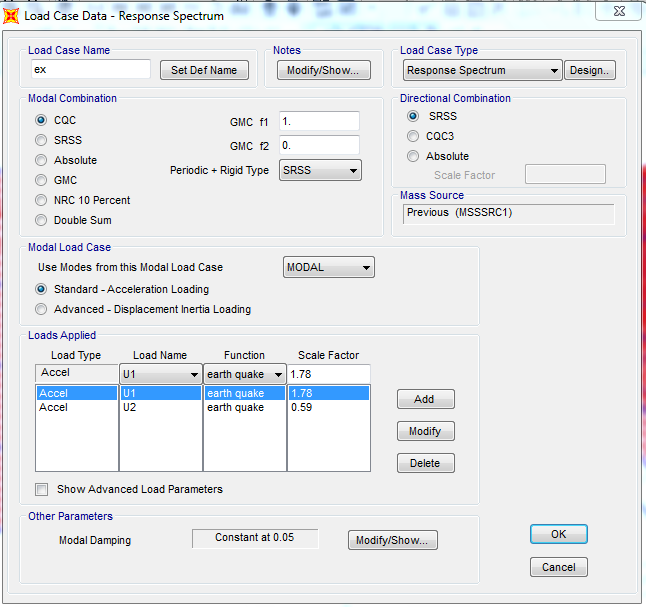 Load Case Data - Response Spectrum
Load Case Name
ex
Set Def Name
Notes
Modify/Show...
Load Case Type
Response Spectrum
Design..
Modal Combination
CQC
SRSS
Absolute
GMC
NRC 10 Percent
Double Sum
GMC f1
1.
GMC f2
0.
Periodic + Rigid Type
SRSS
Directional Combination
SRSS
CQC3
Absolute
Scale Factor
Mass Source
Previous (MSSSRC1)
Modal Load Case
Use Modes from this Modal Load Case
MODAL
Standard - Acceleration Loading
Advanced - Displacement Inertia Loading
Loads Applied
Load Type Load Name Function Scale Factor
Accel U1 earth quake 1.78
Accel U1 earth quake 1.78
Accel U2 earth quake 0.59
Add
Modify
Delete
Show Advanced Load Parameters
Other Parameters
Modal Damping
Constant at 0.05
Modify/Show...
OK
Cancel